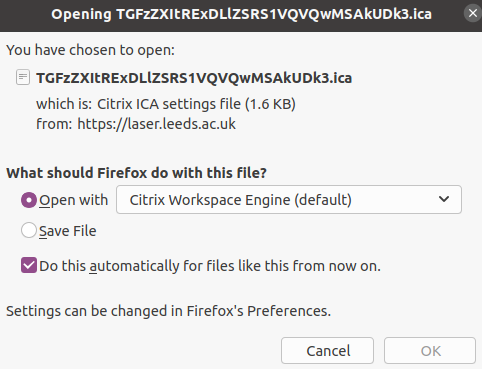 Opening TGFzZXItRExDLlZSRS1VQVQwMSAkUDk3.ica
You have chosen to open:
TGFzZXItRExDLlZSRS1VQVQwMSAkUDk3.ica
which is: Citrix ICA settings file (1.6 KB)
from: https://laser.leeds.ac.uk
What should Firefox do with this file?
Open with Citrix Workspace Engine (default)
Save File
Do this automatically for files like this from now on.
Settings can be changed in Firefox's Preferences.
Cancel OK